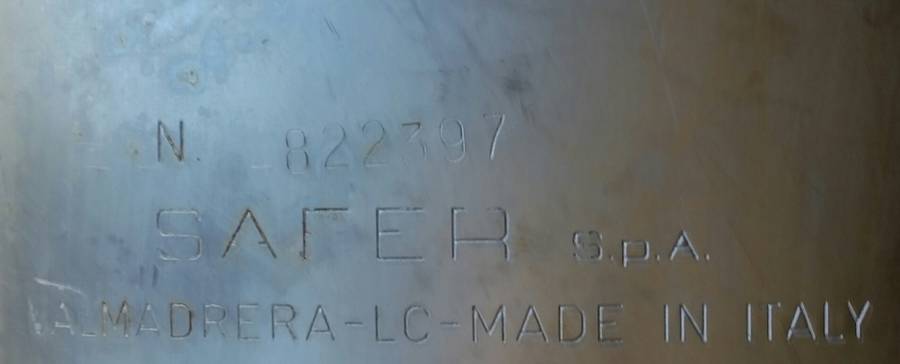 N. 822397
SAFER S.p.A.
VALMADRERA-LC-MADE IN ITALY